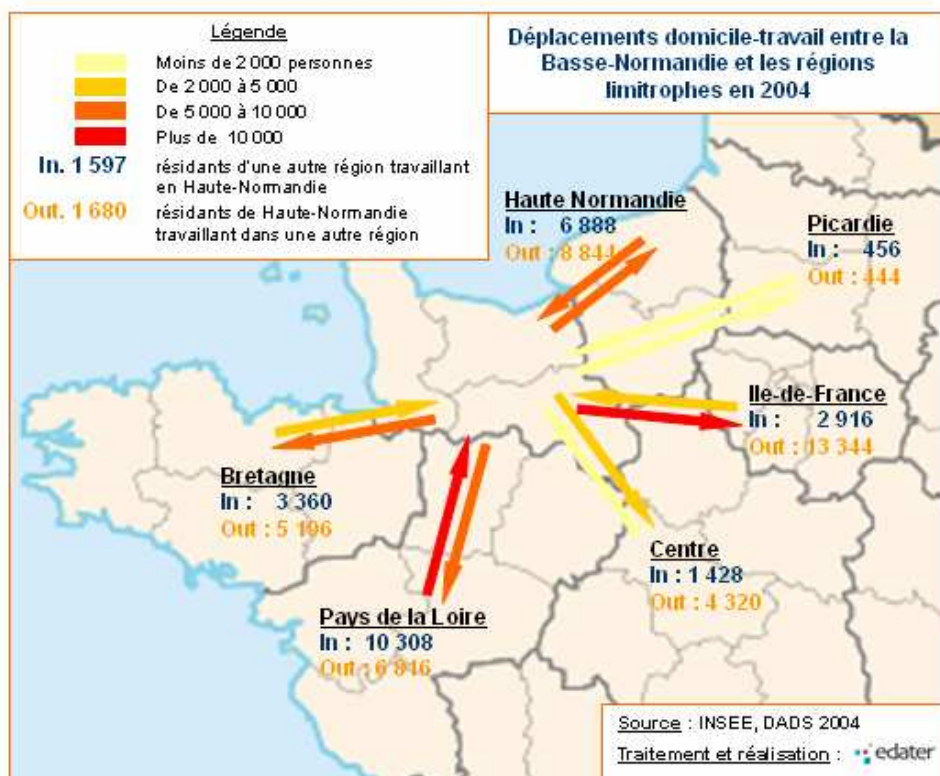 Légende
Moins de 2 000 personnes
De 2 000 à 5 000
De 5 000 à 10 000
Plus de 10 000
In. 1 597 résidants d'une autre région travaillant
en Haute-Normandie
Out. 1 680 résidants de Haute-Normandie
travaillant dans une autre région
Déplacements domicile-travail entre la
Basse-Normandie et les régions
limitrophes en 2004
Haute Normandie
In : 6 888
Out : 8 844
Picardie
In : 456
Out : 444
Ile-de-France
In : 2 916
Out : 13 344
Bretagne
In : 3 360
Out : 5 196
Centre
In : 1 428
Out : 4 320
Pays de la Loire
In : 10 308
Out : 6 846
Source : INSEE, DADS 2004
Traitement et réalisation : edater